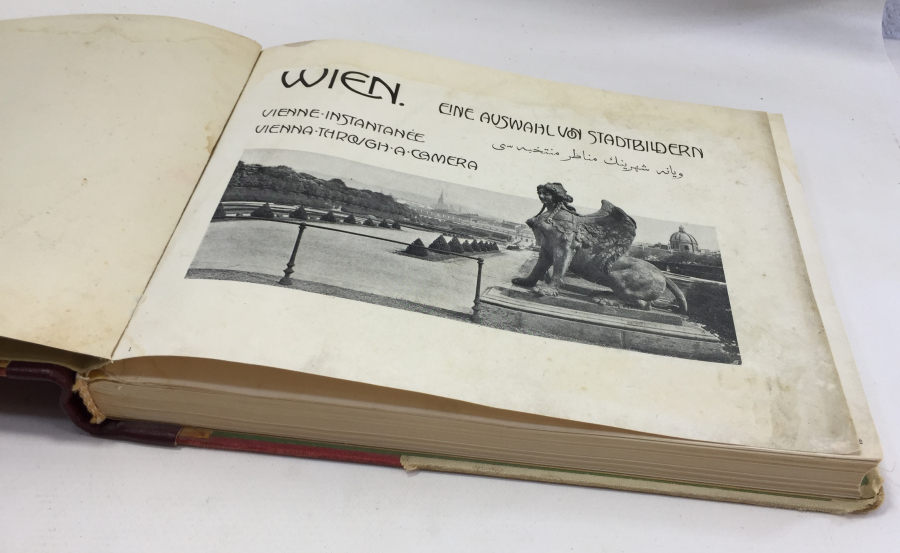 WIEN.
EINE AUSWAHL VON STADTBILDERN
VIENNE·INSTANTANÉE
VIENNA·THROUGH·A·CAMERA
ویانه شهرینك مناظر منتخبه سی